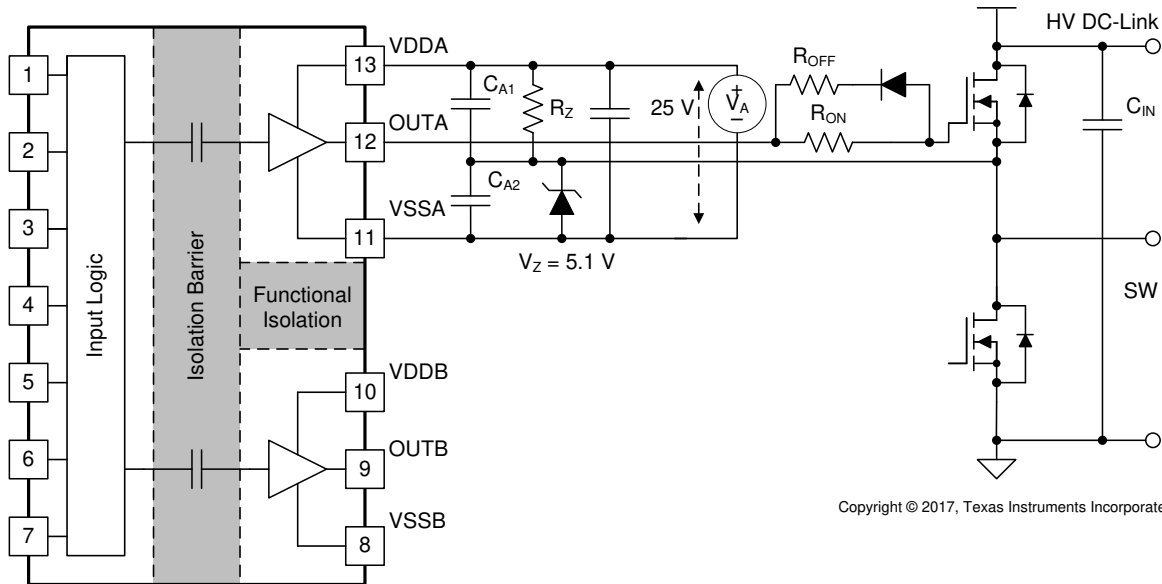 1
2
3
4
5
6
7
Input Logic
Isolation Barrier
Functional
Isolation
VDDA
13
OUTA
12
VSSA
11
VDDB
10
OUTB
9
VSSB
8
CA1
RZ
CA2
VZ = 5.1 V
25 V
+
VA
–
ROFF
RON
HV DC-Link
CIN
SW
Copyright © 2017, Texas Instruments Incorporate